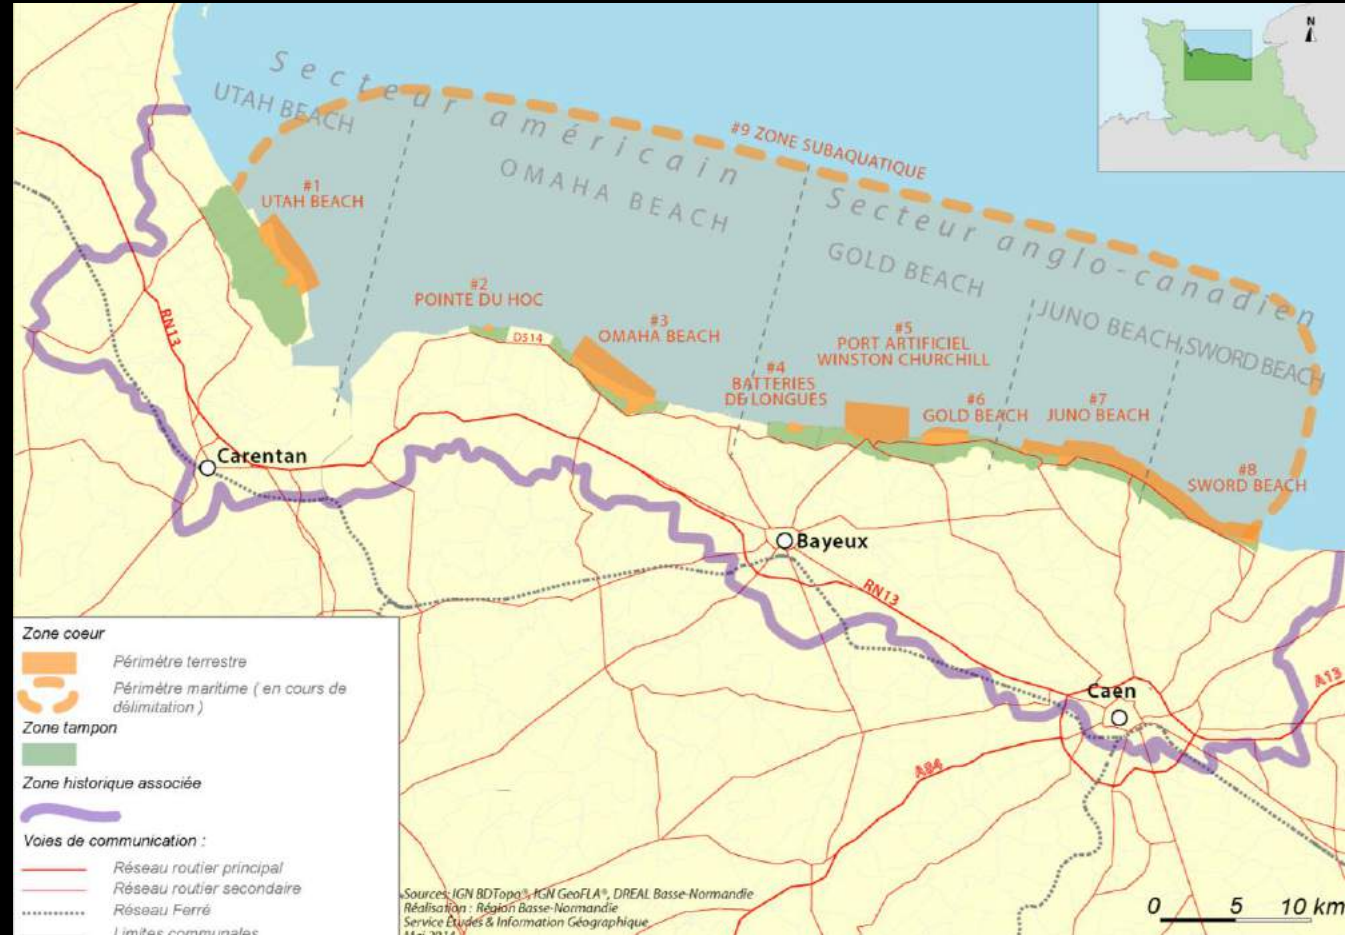 N
Secteur américain
UTAH BEACH
#9 ZONE SUBAQUATIQUE
OMAHA BEACH
Secteur anglo-canadien
#1
UTAH BEACH
GOLD BEACH
#2
POINTE DU HOC
JUNO BEACH
SWORD BEACH
#3
OMAHA BEACH
#5
PORT ARTIFICIEL
WINSTON CHURCHILL
RN13
D514
#4
BATTERIES
DE LONGUES
#6
GOLD BEACH
#7
JUNO BEACH
Carentan
#8
SWORD BEACH
Bayeux
RN13
Caen
A13
A84
Zone coeur
Périmètre terrestre
Périmètre maritime ( en cours de
délimitation )
Zone tampon
Zone historique associée
Voies de communication :
Réseau routier principal
Réseau routier secondaire
Réseau Ferré
Limites communales
Sources: IGN BDTopo®, IGN GeoFLA®, DREAL Basse-Normandie
Réalisation : Région Basse-Normandie
Service Études & Information Géographique
Mai 2014
0 5 10 km